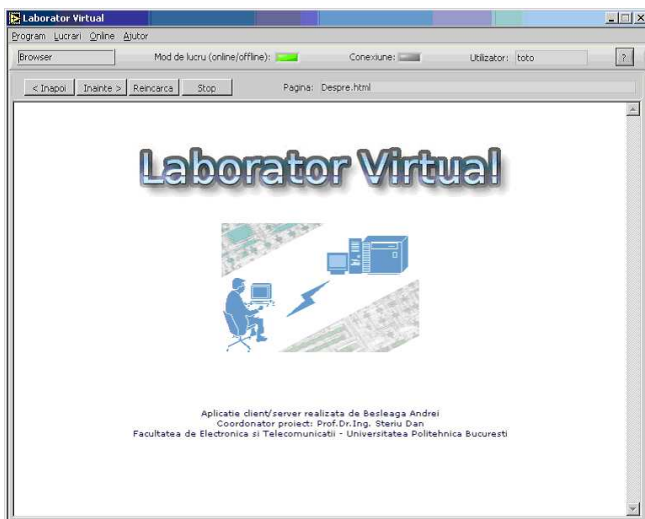 Laborator Virtual
Program Lucrari Online Ajutor
Browser Mod de lucru (online/offline): Conexiune: Utilizator: toto ?
< Inapoi Inainte > Reincarca Stop Pagina: Despre.html
Laborator Virtual
Aplicatie client/server realizata de Besleaga Andrei
Coordonator proiect: Prof.Dr.Ing. Steriu Dan
Facultatea de Electronica si Telecomunicatii - Universitatea Politehnica Bucuresti